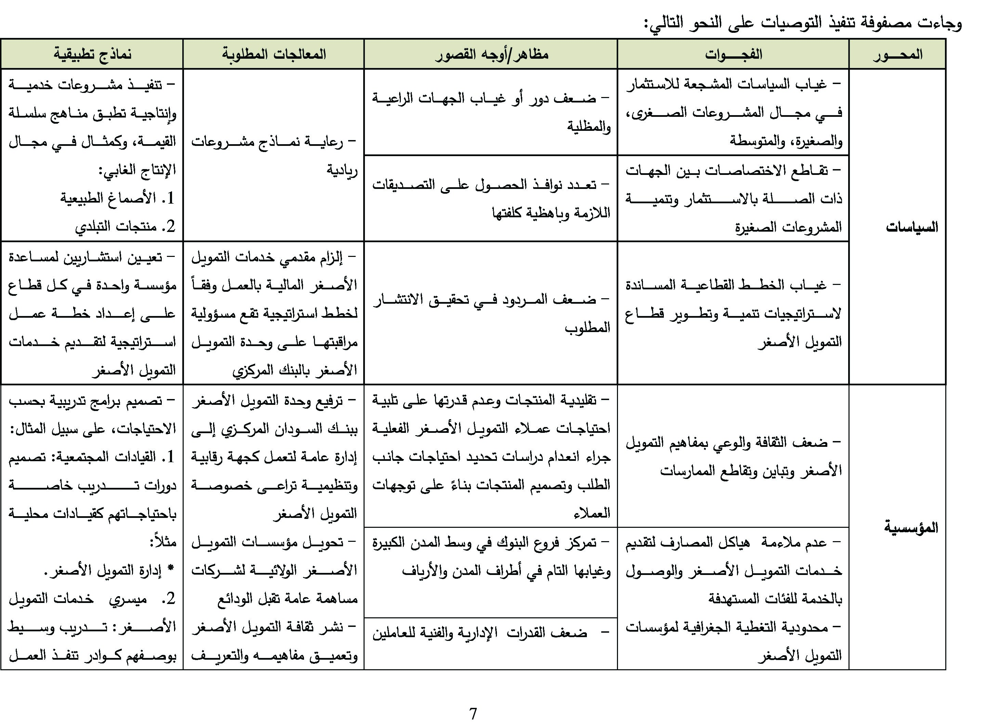 وجاءت مصفوفة تنفيذ التوصيات على النحو التالي:
المحور
الفجوات
مظاهر/أوجه القصور
المعالجات المطلوبة
نماذج تطبيقية
السياسات
– غياب السياسات المشجعة للاستثمار
في مجال المشروعات الصغرى،
والصغيرة، والمتوسطة
– ضعف دور أو غياب الجهات الراعية
والمظلية
– رعاية نماذج مشروعات
ريادية
– تنفيذ مشروعات خدمية
وإنتاجية تطبق مناهج سلسلة
القيمة، وكمثال في مجال
الإنتاج الغابي:
1. الأصماغ الطبيعية
2. منتجات التبلدي
– تقاطع الاختصاصات بين الجهات
ذات الصلة بالاستثمار وتنمية
المشروعات الصغيرة
– تعدد نوافذ الحصول على التصديقات
اللازمة وباهظية كلفتها
– غياب الخطط القطاعية المساندة
لاستراتيجيات تنمية وتطوير قطاع
التمويل الأصغر
– ضعف المردود في تحقيق الانتشار
المطلوب
– إلزام مقدمي خدمات التمويل
الأصغر المالية بالعمل وفقاً
لخطط استراتيجية تقع مسؤولية
مراقبتها على وحدة التمويل
الأصغر بالبنك المركزي
– تعيين استشاريين لمساعدة
مؤسسة واحدة في كل قطاع
على إعداد خطة عمل
استراتيجية لتقديم خدمات
التمويل الأصغر
المؤسسية
– ضعف الثقافة والوعي بمفاهيم التمويل
الأصغر وتباين وتقاطع الممارسات
– تقليدية المنتجات وعدم قدرتها على تلبية
احتياجات عملاء التمويل الأصغر الفعلية
جراء انعدام دراسات تحديد احتياجات جانب
الطلب وتصميم المنتجات بناءً على توجهات
العملاء
– ترفيع وحدة التمويل الأصغر
ببنك السودان المركزي إلى
إدارة عامة لتعمل كجهة رقابية
وتنظيمية تراعى خصوصة
التمويل الأصغر
– تحويل مؤسسات التمويل
الأصغر الولائية لشركات
مساهمة عامة تقبل الودائع
– نشر ثقافة التمويل الأصغر
وتعميق مفاهيمه والتعريف
– تصميم برامج تدريبية بحسب
الاحتياجات، على سبيل المثال:
1. القيادات المجتمعية: تصميم
دورات تدريب خاصة
باحتياجاتهم كقيادات محلية
مثلاً:
* إدارة التمويل الأصغر.
2. ميسري خدمات التمويل
الأصغر: تدريب وسيط
بوصفهم كوادر تنفذ العمل
– عدم ملاءمة هياكل المصارف لتقديم
خدمات التمويل الأصغر والوصول
بالخدمة للفئات المستهدفة
– محدودية التغطية الجغرافية لمؤسسات
التمويل الأصغر
– تمركز فروع البنوك في وسط المدن الكبيرة
وغيابها التام في أطراف المدن والأرياف
– ضعف القدرات الإدارية والفنية للعاملين
7